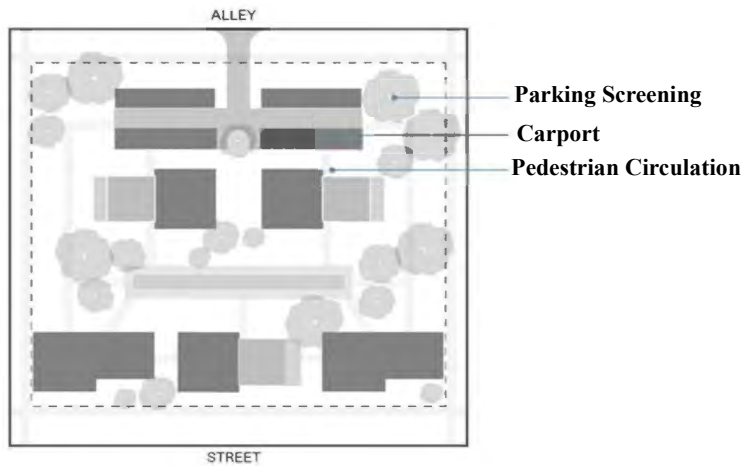 ALLEY
Parking Screening
Carport
Pedestrian Circulation
STREET